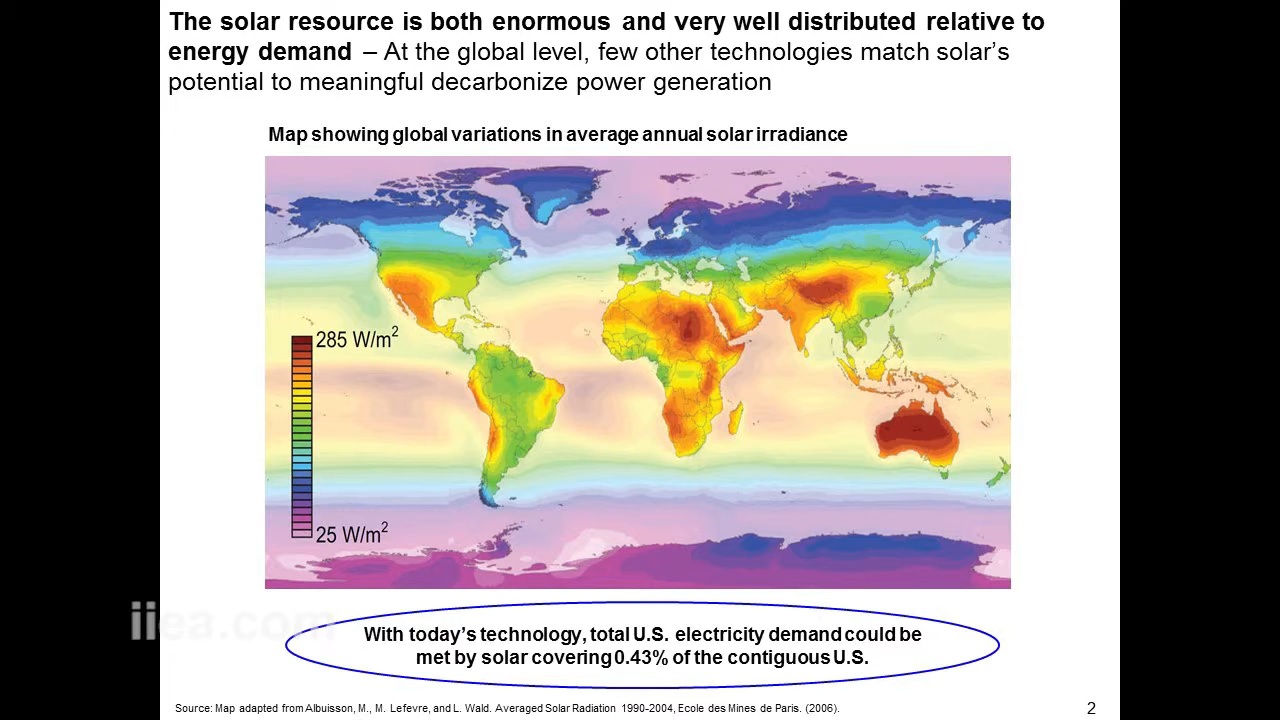 The solar resource is both enormous and very well distributed relative to
energy demand – At the global level, few other technologies match solar’s
potential to meaningful decarbonize power generation
Map showing global variations in average annual solar irradiance
285 W/m²
25 W/m²
iiea.com
With today’s technology, total U.S. electricity demand could be
met by solar covering 0.43% of the contiguous U.S.
Source: Map adapted from Albuisson, M., M. Lefevre, and L. Wald. Averaged Solar Radiation 1990-2004, Ecole des Mines de Paris. (2006).
2